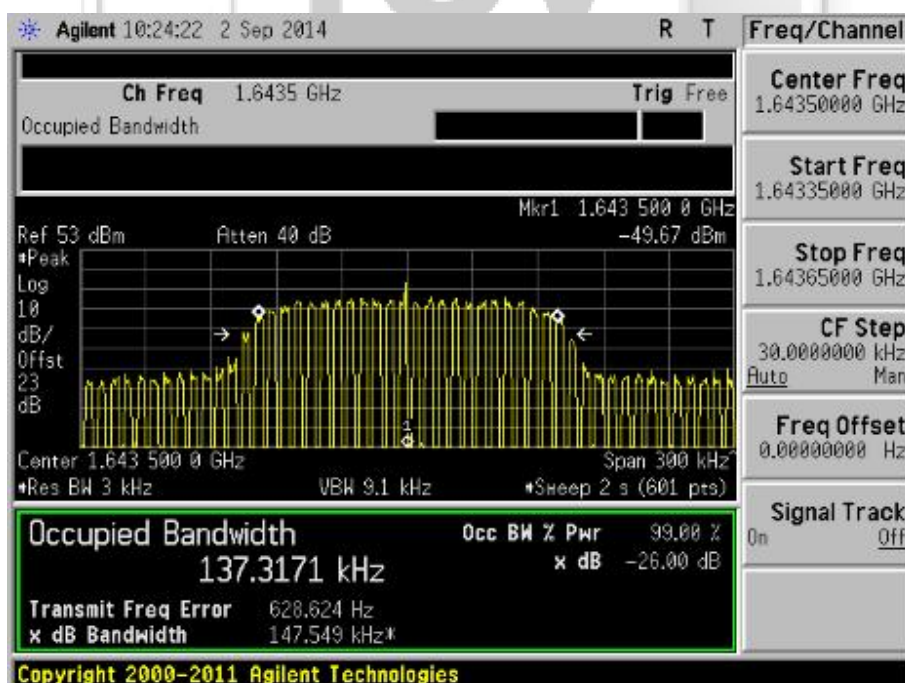 Agilent 10:24:22 2 Sep 2014 R T
Freq/Channel
Ch Freq 1.6435 GHz Trig Free
Occupied Bandwidth
Center Freq
1.64350000 GHz
Start Freq
1.64335000 GHz
Stop Freq
1.64365000 GHz
CF Step
30.0000000 kHz
Auto Man
Freq Offset
0.00000000 Hz
Signal Track
On Off
Mkr1 1.643 500 0 GHz
Ref 53 dBm Atten 40 dB -49.67 dBm
*Peak
Log
10
dB/
Offst
23
dB
1
Center 1.643 500 0 GHz Span 300 kHz^
*Res BW 3 kHz VBW 9.1 kHz *Sweep 2 s (601 pts)
Occupied Bandwidth Occ BW % Pwr 99.00 %
137.3171 kHz x dB -26.00 dB
Transmit Freq Error 628.624 Hz
x dB Bandwidth 147.549 kHz*
Copyright 2000-2011 Agilent Technologies